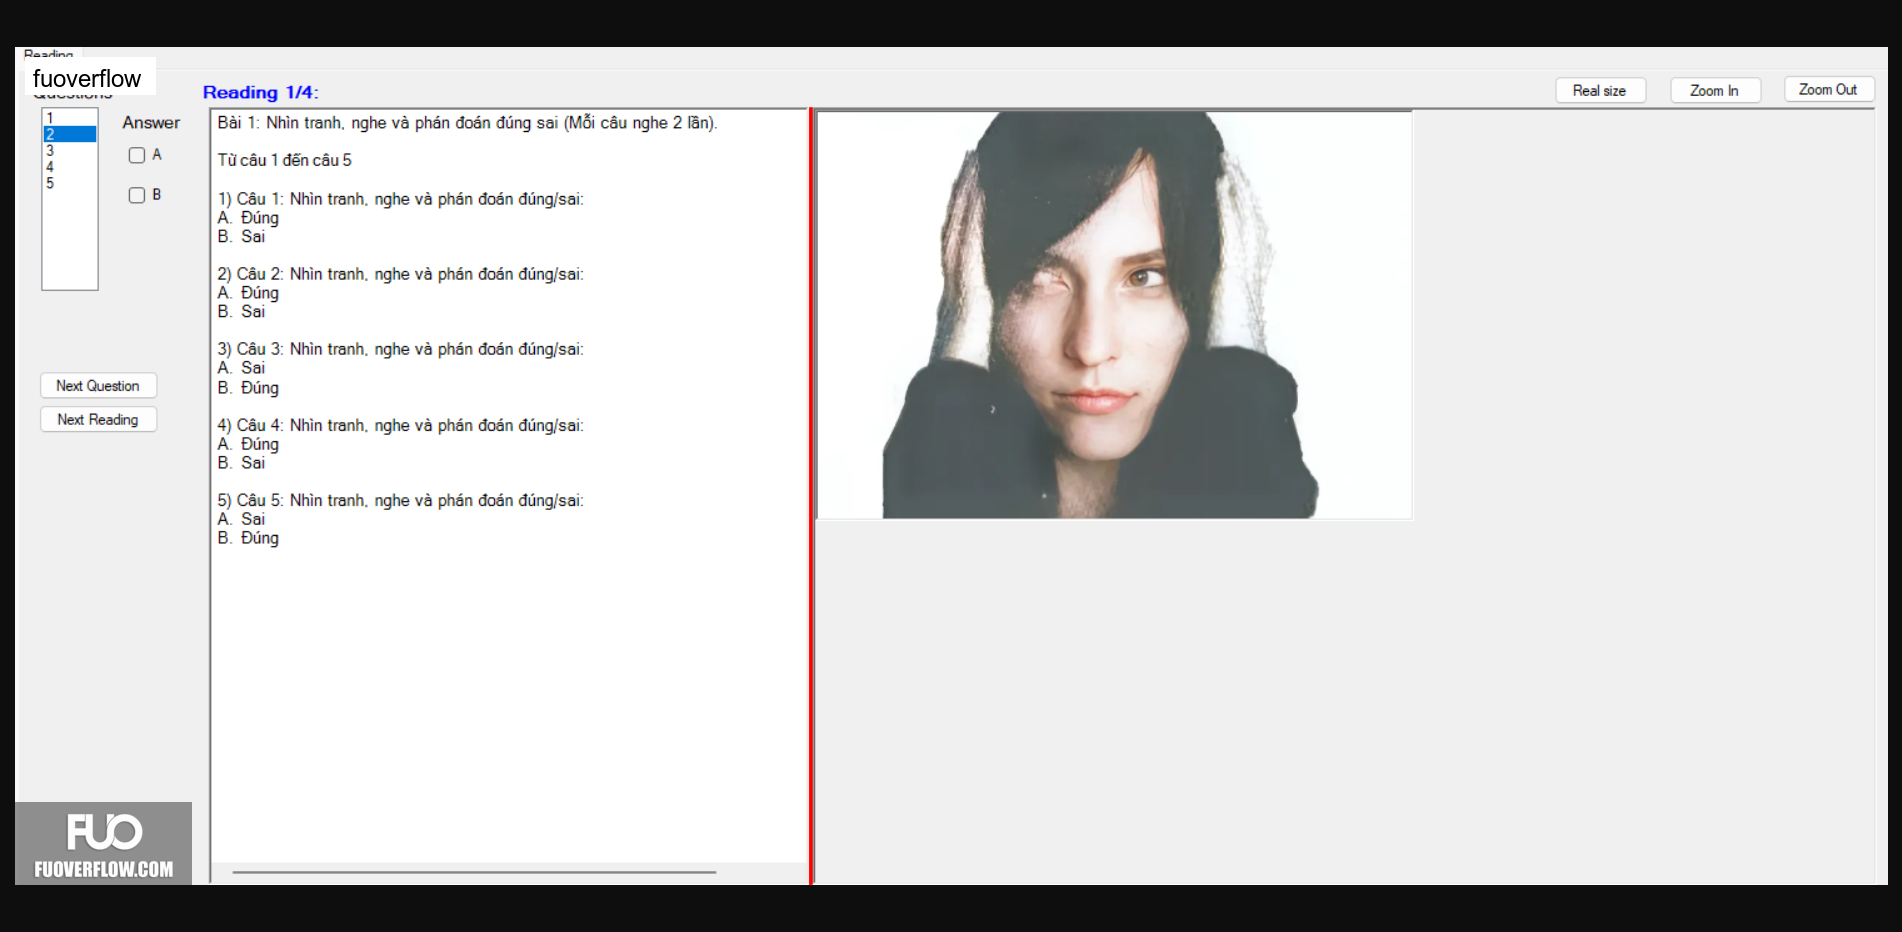 Reading
fuoverflow
Questions
Reading 1/4:
Real size
Zoom In
Zoom Out
1
2
3
4
5
Answer
A
B
Next Question
Next Reading
Bài 1: Nhìn tranh, nghe và phán đoán đúng sai (Mỗi câu nghe 2 lần).
Từ câu 1 đến câu 5
1) Câu 1: Nhìn tranh, nghe và phán đoán đúng/sai:
A. Đúng
B. Sai
2) Câu 2: Nhìn tranh, nghe và phán đoán đúng/sai:
A. Đúng
B. Sai
3) Câu 3: Nhìn tranh, nghe và phán đoán đúng/sai:
A. Sai
B. Đúng
4) Câu 4: Nhìn tranh, nghe và phán đoán đúng/sai:
A. Đúng
B. Sai
5) Câu 5: Nhìn tranh, nghe và phán đoán đúng/sai:
A. Sai
B. Đúng
FUO
FUOVERFLOW.COM